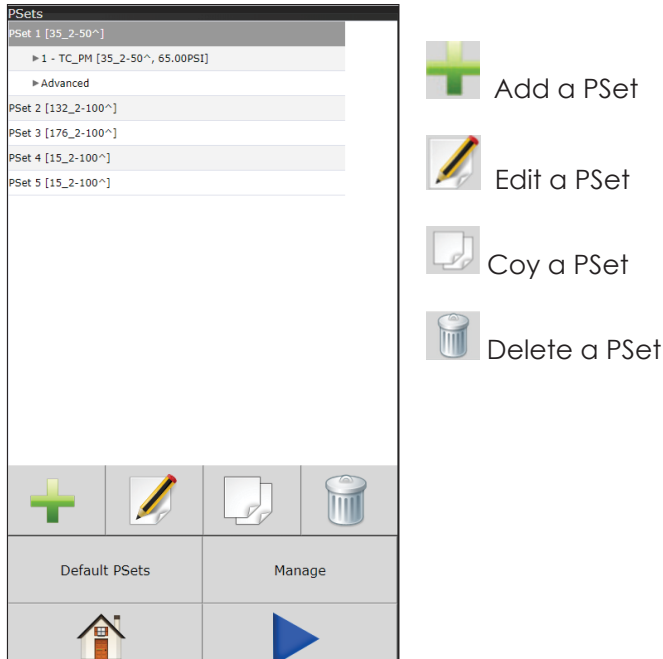 PSets
PSet 1 [35_2-50^]
1 - TC_PM [35_2-50^, 65.00PSI]
Advanced
PSet 2 [132_2-100^]
PSet 3 [176_2-100^]
PSet 4 [15_2-100^]
PSet 5 [15_2-100^]
Default PSets
Manage
Add a PSet
Edit a PSet
Coy a PSet
Delete a PSet